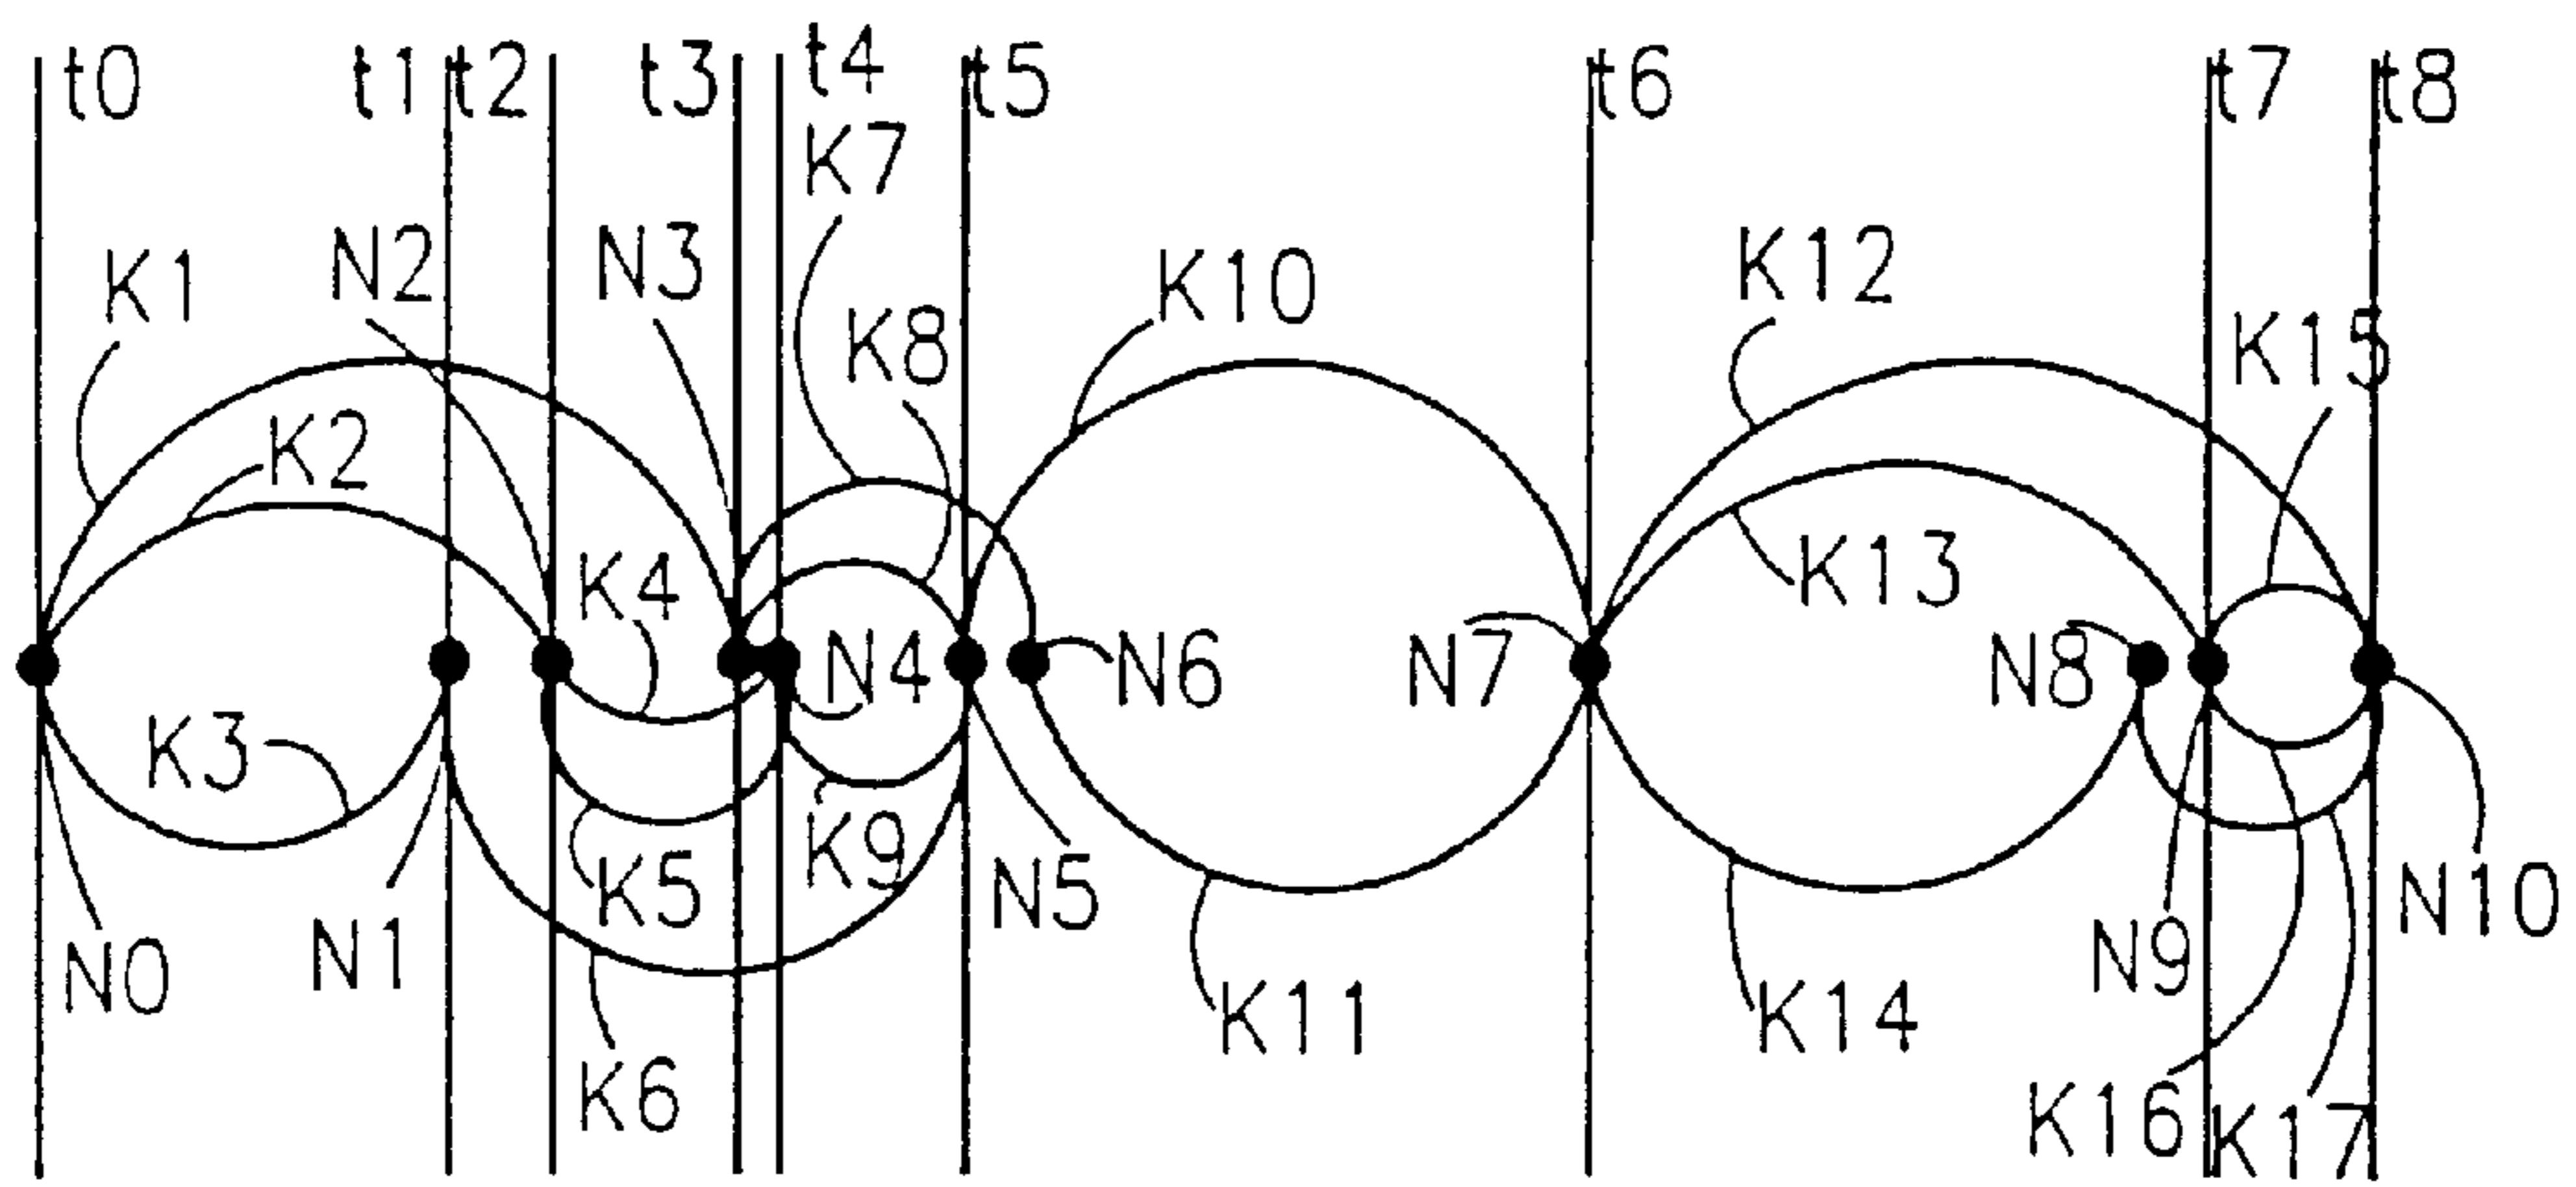 t0 t1 t2 t3 t4 t5 t6 t7 t8
K7
K1 N2 N3 K10 K12
K8 K15
K2
K4 K13
N4 N6 N7 N8
K3
K9 K5 N5 N10
N0 N1 N9
K11 K14
K6 K16 K17